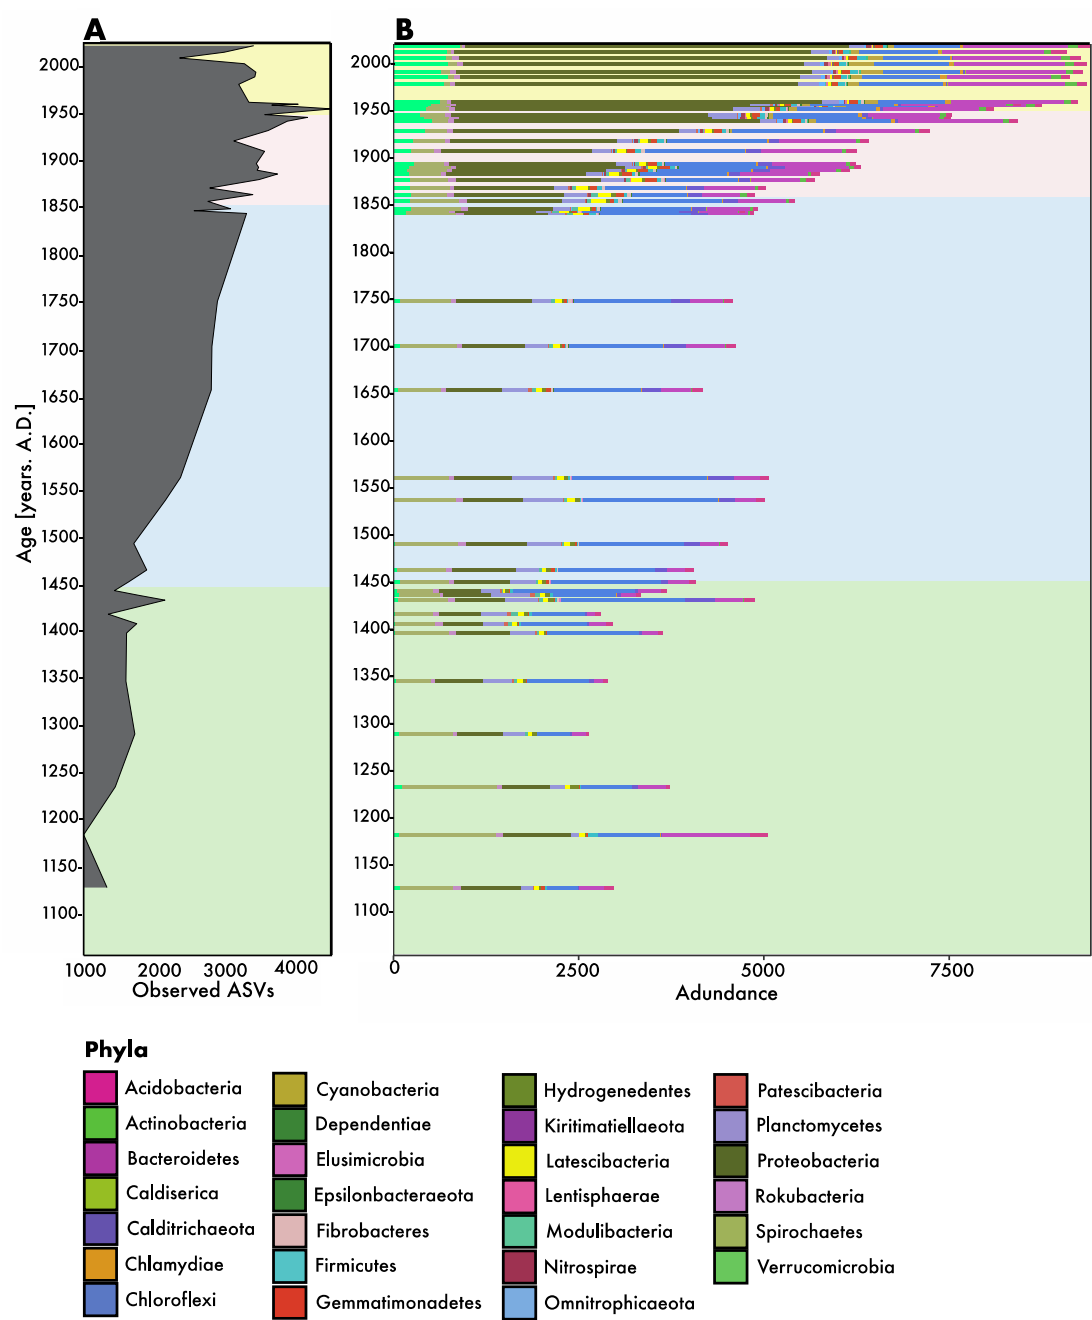 A
B
2000
1950
1900
1850
1800
1750
1700
1650
1600
1550
1500
1450
1400
1350
1300
1250
1200
1150
1100
Age [years. A.D.]
1000 2000 3000 4000
Observed ASVs
2000
1950
1900
1850
1800
1750
1700
1650
1600
1550
1500
1450
1400
1350
1300
1250
1200
1150
1100
0 2500 5000 7500
Adundance
Phyla
Acidobacteria
Actinobacteria
Bacteroidetes
Caldiserica
Calditrichaeota
Chlamydiae
Chloroflexi
Cyanobacteria
Dependentiae
Elusimicrobia
Epsilonbacteraeota
Fibrobacteres
Firmicutes
Gemmatimonadetes
Hydrogenedentes
Kiritimatiellaeota
Latescibacteria
Lentisphaerae
Modulibacteria
Nitrospirae
Omnitrophicaeota
Patescibacteria
Planctomycetes
Proteobacteria
Rokubacteria
Spirochaetes
Verrucomicrobia